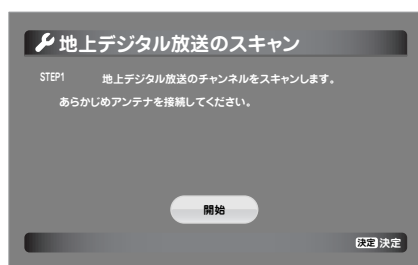 地上デジタル放送のスキャン
STEP1 地上デジタル放送のチャンネルをスキャンします。
あらかじめアンテナを接続してください。
開始
決定 決定